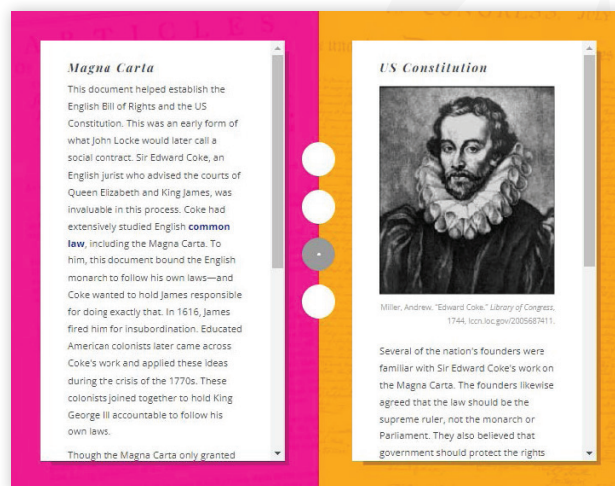 ARTICLES
CONGRESS,
Magna Carta
This document helped establish the
English Bill of Rights and the US
Constitution. This was an early form of
what John Locke would later call a
social contract. Sir Edward Coke, an
English jurist who advised the courts of
Queen Elizabeth and King James, was
invaluable in this process. Coke had
extensively studied English common
law, including the Magna Carta. To
him, this document bound the English
monarch to follow his own laws—and
Coke wanted to hold James responsible
for doing exactly that. In 1616, James
fired him for insubordination. Educated
American colonists later came across
Coke's work and applied these ideas
during the crisis of the 1770s. These
colonists joined together to hold King
George III accountable to follow his
own laws.
Though the Magna Carta only granted
US Constitution
Miller, Andrew. "Edward Coke." Library of Congress,
1744, lccn.loc.gov/2005687411.
Several of the nation's founders were
familiar with Sir Edward Coke's work on
the Magna Carta. The founders likewise
agreed that the law should be the
supreme ruler, not the monarch or
Parliament. They also believed that
government should protect the rights